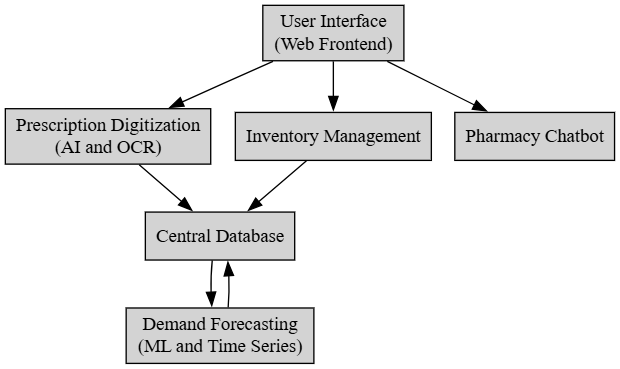 User Interface
(Web Frontend)
Prescription Digitization
(AI and OCR)
Inventory Management
Pharmacy Chatbot
Central Database
Demand Forecasting
(ML and Time Series)